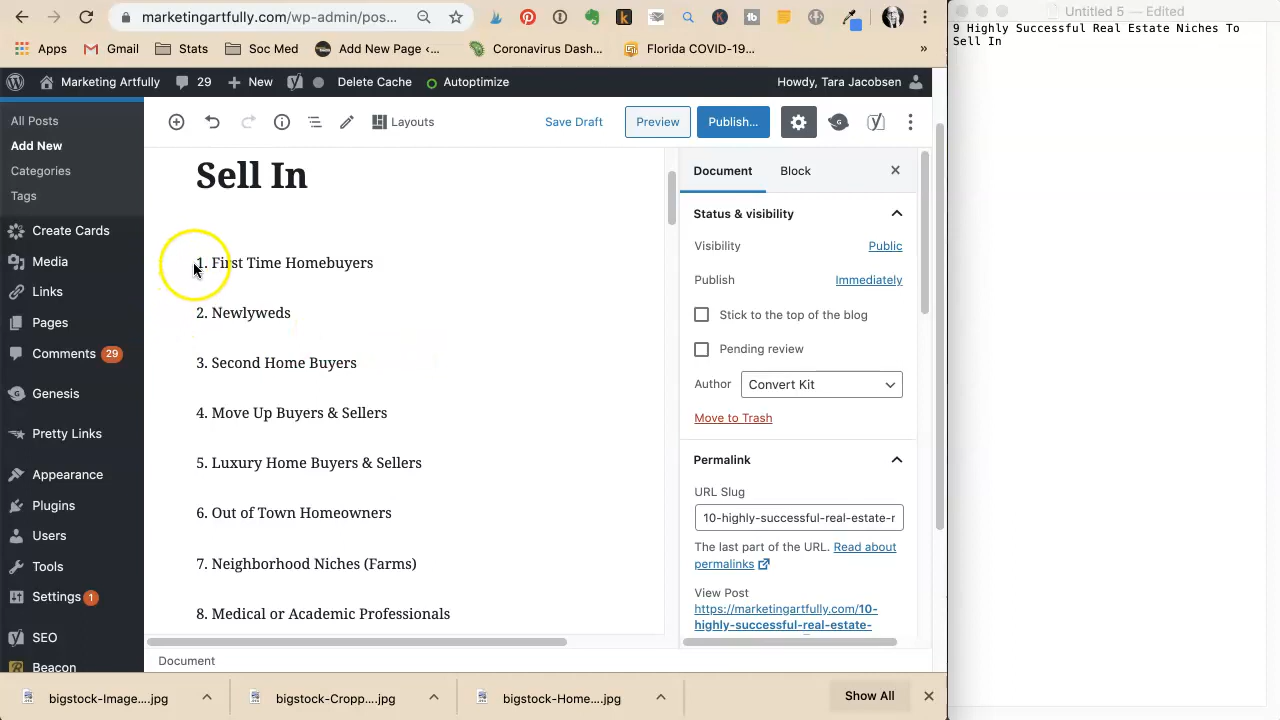 marketingartfully.com/wp-admin/pos...
Untitled 5 — Edited
Apps
Gmail
Stats
Soc Med
Add New Page ‹...
Coronavirus Dash...
Florida COVID-19...
»
9 Highly Successful Real Estate Niches To
Sell In
Marketing Artfully
29
New
Delete Cache
Autoptimize
Howdy, Tara Jacobsen
All Posts
Add New
Categories
Tags
Create Cards
Media
Links
Pages
Comments 29
Genesis
Pretty Links
Appearance
Plugins
Users
Tools
Settings 1
SEO
Beacon
Layouts
Save Draft
Preview
Publish...
Sell In
1. First Time Homebuyers
2. Newlyweds
3. Second Home Buyers
4. Move Up Buyers & Sellers
5. Luxury Home Buyers & Sellers
6. Out of Town Homeowners
7. Neighborhood Niches (Farms)
8. Medical or Academic Professionals
Document
Block
Status & visibility
Visibility
Public
Publish
Immediately
Stick to the top of the blog
Pending review
Author
Convert Kit
Move to Trash
Permalink
URL Slug
10-highly-successful-real-estate-r
The last part of the URL. Read about
permalinks
View Post
https://marketingartfully.com/10-
highly-successful-real-estate-
Document
bigstock-Image....jpg
bigstock-Cropp....jpg
bigstock-Home....jpg
Show All